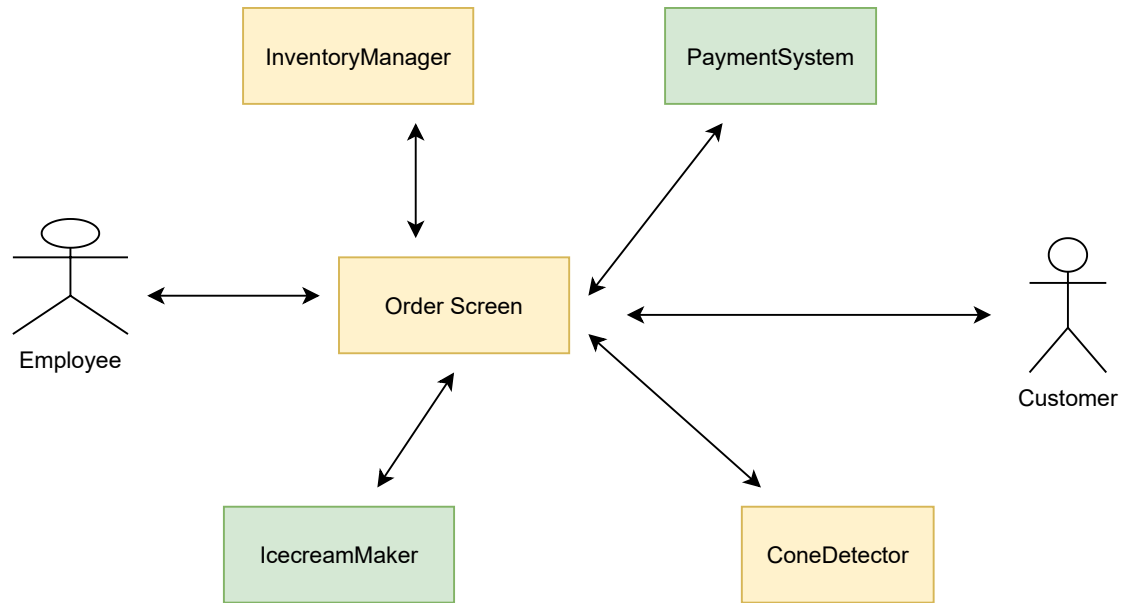 InventoryManager
PaymentSystem
Order Screen
Employee
Customer
IcecreamMaker
ConeDetector